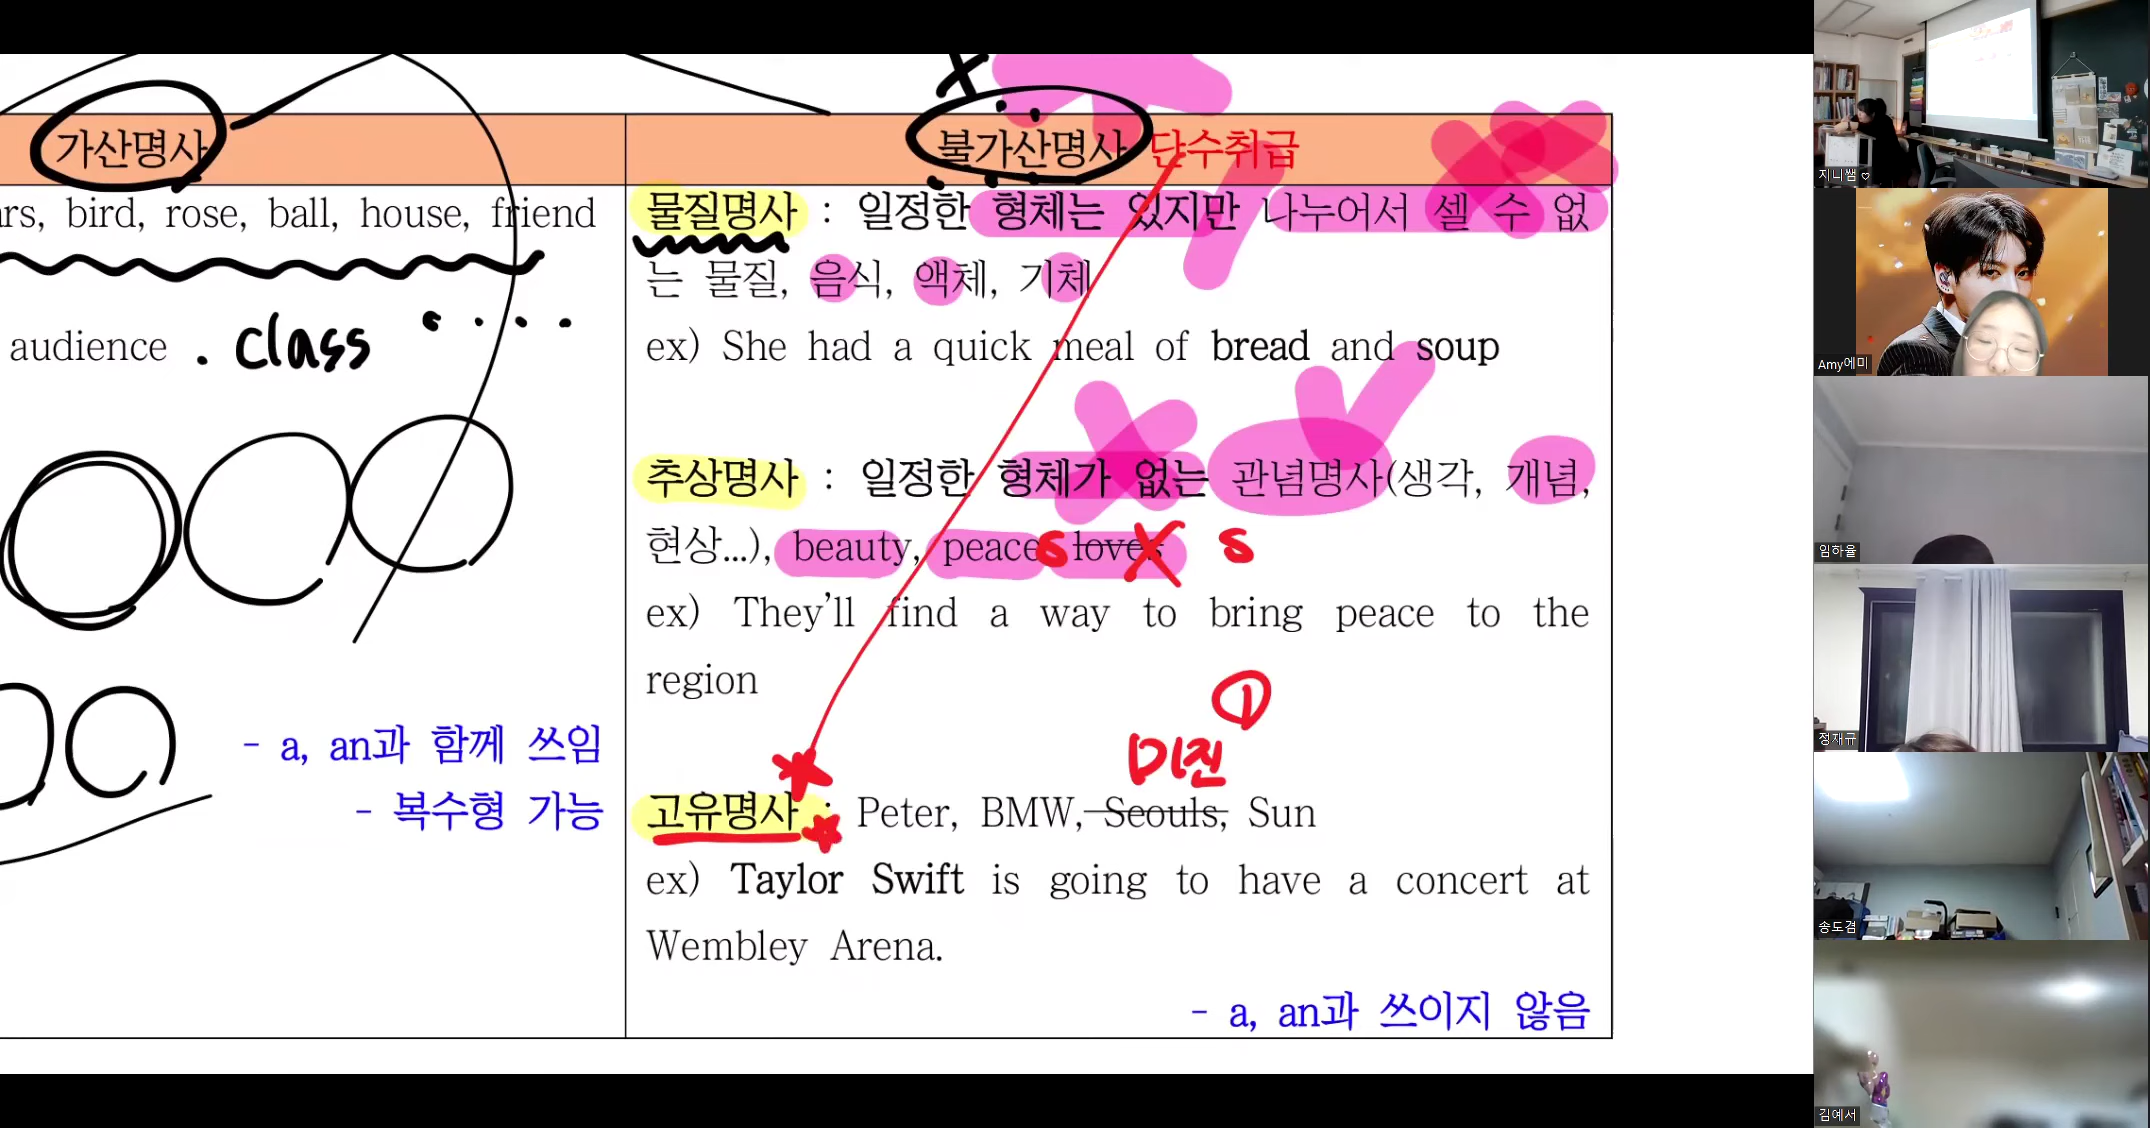 가산명사
ars, bird, rose, ball, house, friend
audience . class
- a, an과 함께 쓰임
- 복수형 가능
불가산명사 단수취급
물질명사 : 일정한 형체는 있지만 나누어서 셀 수 없
는 물질, 음식, 액체, 기체
ex) She had a quick meal of bread and soup
추상명사 : 일정한 형체가 없는 관념명사(생각, 개념,
현상...), beauty, peaces loves s
ex) They'll find a way to bring peace to the
region
①
미진
고유명사 : Peter, BMW, Seouls, Sun
ex) Taylor Swift is going to have a concert at
Wembley Arena.
- a, an과 쓰이지 않음
지니쌤 ♡
Amy에미
임하율
정재규
송도겸
김예서